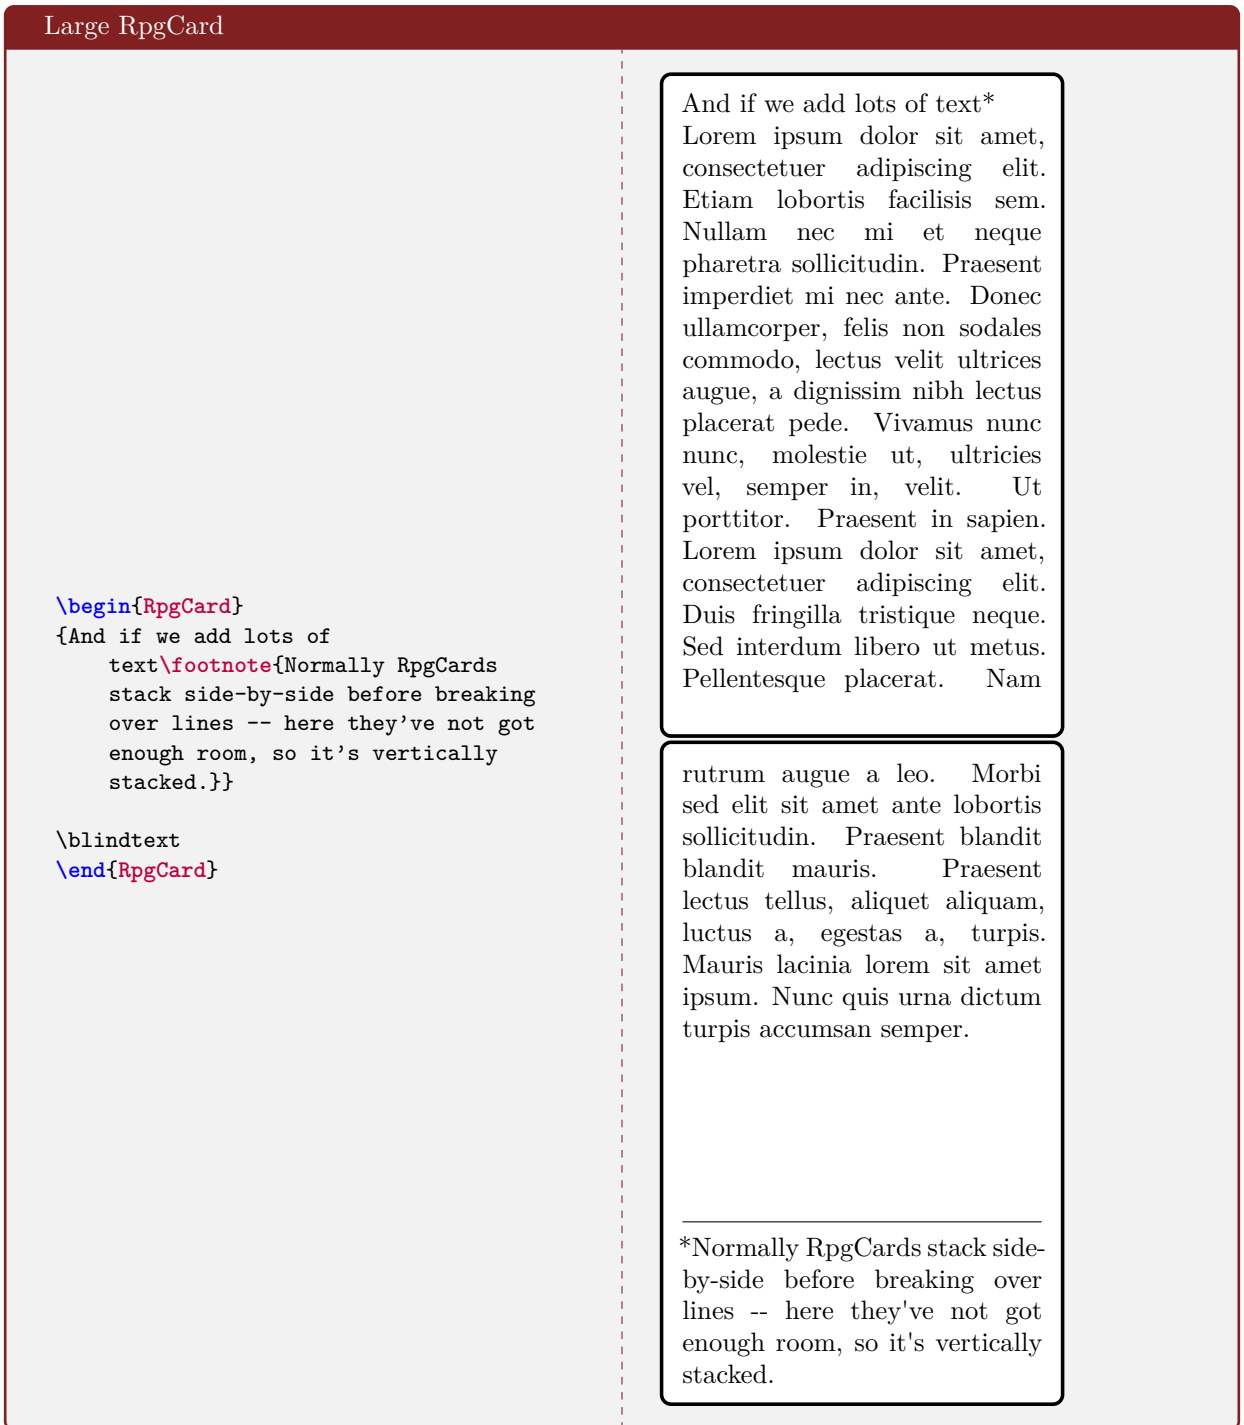 Large RpgCard
\begin{RpgCard}
{And if we add lots of
text\footnote{Normally RpgCards
stack side-by-side before breaking
over lines -- here they've not got
enough room, so it's vertically
stacked.}}
\blindtext
\end{RpgCard}
And if we add lots of text*
Lorem ipsum dolor sit amet,
consectetuer adipiscing elit.
Etiam lobortis facilisis sem.
Nullam nec mi et neque
pharetra sollicitudin. Praesent
imperdiet mi nec ante. Donec
ullamcorper, felis non sodales
commodo, lectus velit ultrices
augue, a dignissim nibh lectus
placerat pede. Vivamus nunc
nunc, molestie ut, ultricies
vel, semper in, velit. Ut
porttitor. Praesent in sapien.
Lorem ipsum dolor sit amet,
consectetuer adipiscing elit.
Duis fringilla tristique neque.
Sed interdum libero ut metus.
Pellentesque placerat. Nam
rutrum augue a leo. Morbi
sed elit sit amet ante lobortis
sollicitudin. Praesent blandit
blandit mauris. Praesent
lectus tellus, aliquet aliquam,
luctus a, egestas a, turpis.
Mauris lacinia lorem sit amet
ipsum. Nunc quis urna dictum
turpis accumsan semper.
*Normally RpgCards stack side-
by-side before breaking over
lines -- here they've not got
enough room, so it's vertically
stacked.